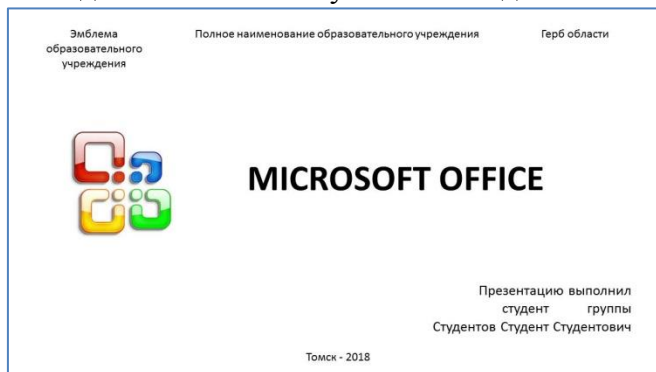 Эмблема
образовательного
учреждения
Полное наименование образовательного учреждения
Герб области
MICROSOFT OFFICE
Презентацию выполнил
студент группы
Студентов Студент Студентович
Томск - 2018